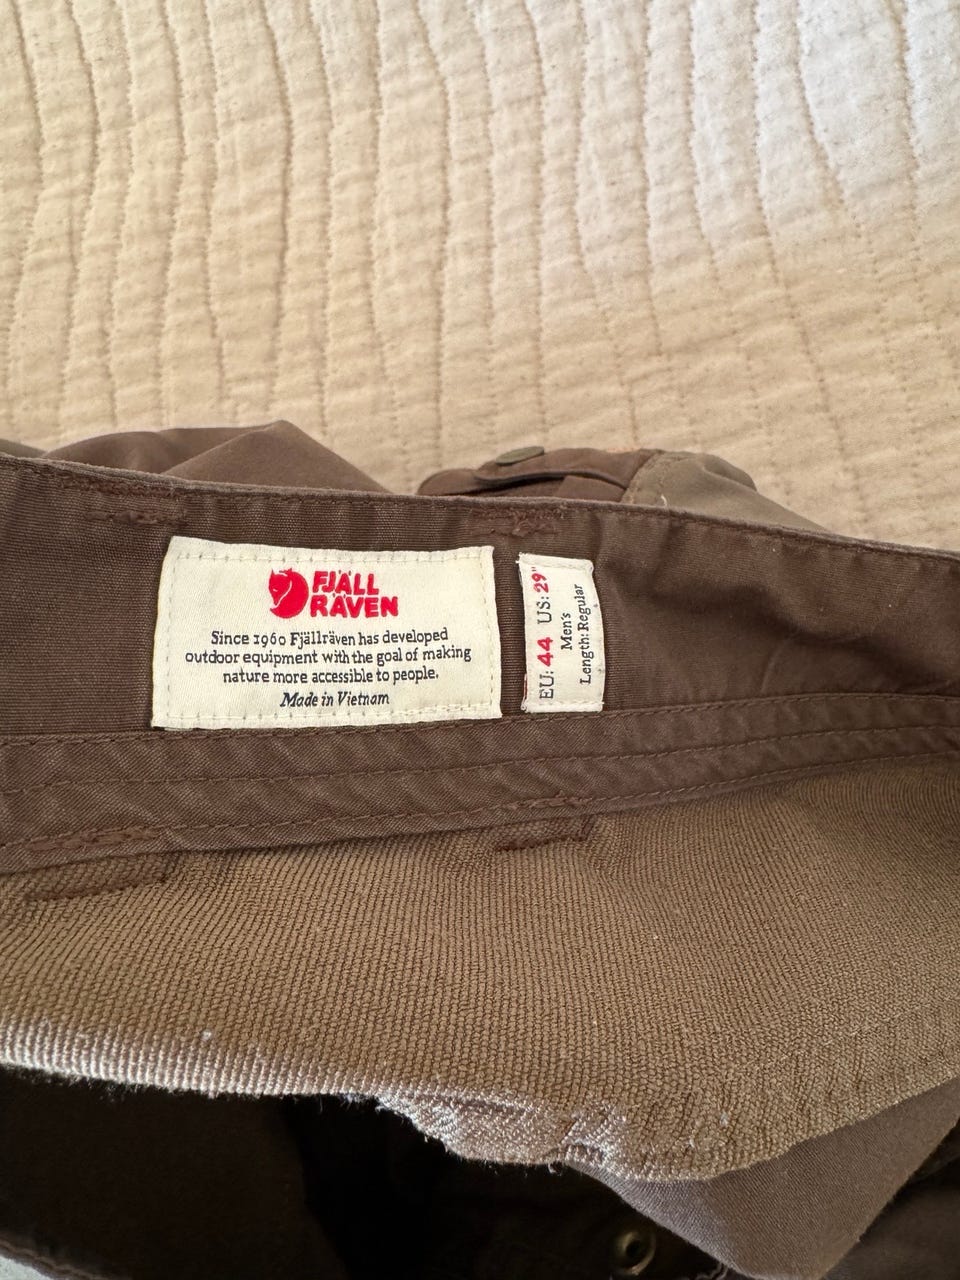 FJÄLL
RÄVEN
Since 1960 Fjällräven has developed
outdoor equipment with the goal of making
nature more accessible to people.
Made in Vietnam
EU: 44 US: 29"
Men's
Length: Regular